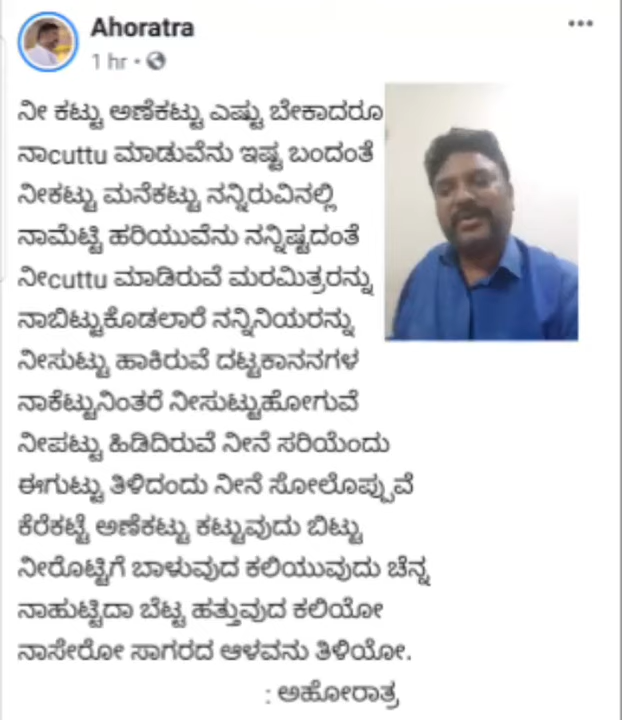 Ahoratra
1 hr •
ನೀ ಕಟ್ಟು ಅಣೆಕಟ್ಟು ಎಷ್ಟು ಬೇಕಾದರೂ
ನಾcuttu ಮಾಡುವೆನು ಇಷ್ಟ ಬಂದಂತೆ
ನೀಕಟ್ಟು ಮನೆಕಟ್ಟು ನನ್ನಿರುವಿನಲ್ಲಿ
ನಾಮೆಟ್ಟಿ ಹರಿಯುವೆನು ನನ್ನಿಷ್ಟದಂತೆ
ನೀcuttu ಮಾಡಿರುವೆ ಮರಮಿತ್ರರನ್ನು
ನಾಬಿಟ್ಟುಕೊಡಲಾರೆ ನನ್ನಿನಿಯರನ್ನು
ನೀಸುಟ್ಟು ಹಾಕಿರುವೆ ದಟ್ಟಕಾನನಗಳ
ನಾಕೆಟ್ಟುನಿಂತರೆ ನೀಸುಟ್ಟುಹೋಗುವೆ
ನೀಪಟ್ಟು ಹಿಡಿದಿರುವೆ ನೀನೆ ಸರಿಯೆಂದು
ಈಗುಟ್ಟು ತಿಳಿದಂದು ನೀನೆ ಸೋಲೊಪ್ಪುವೆ
ಕೆರೆಕಟ್ಟೆ ಅಣೆಕಟ್ಟು ಕಟ್ಟುವುದು ಬಿಟ್ಟು
ನೀರೊಟ್ಟಿಗೆ ಬಾಳುವುದ ಕಲಿಯುವುದು ಚೆನ್ನ
ನಾಹುಟ್ಟಿದಾ ಬೆಟ್ಟ ಹತ್ತುವುದ ಕಲಿಯೋ
ನಾಸೇರೋ ಸಾಗರದ ಆಳವನು ತಿಳಿಯೋ.
: ಅಹೋರಾತ್ರ